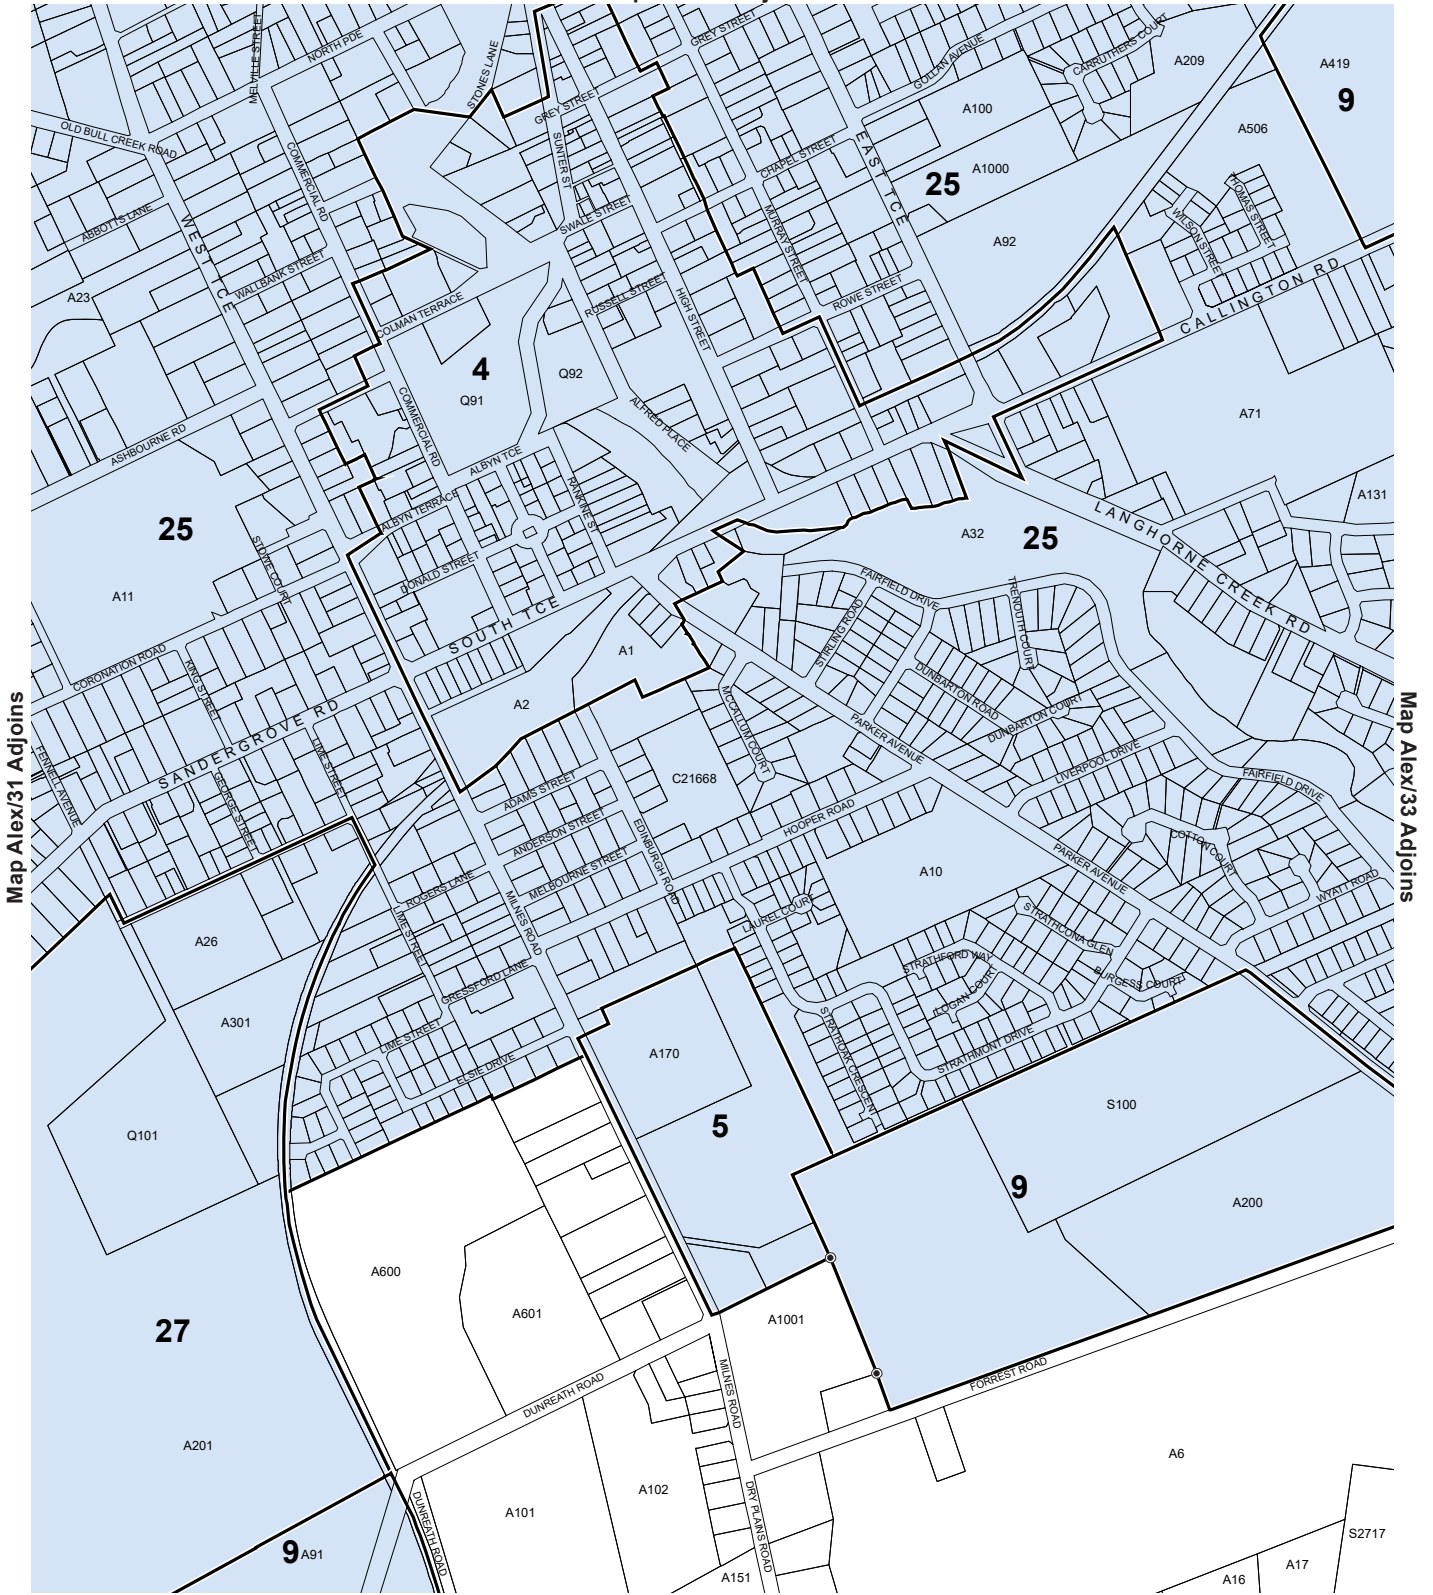 GREY STREET
NORTH PDE
MELVILLE STREET
STONES LANE
GOLLAN AVENUE
CARRUTHERS COURT
A209
A419
9
GREY STREET
A100
A506
OLD BULL CREEK ROAD
COMMERCIAL RD
SUNTER ST
CHAPEL STREET
EAST TCE
A1000
25
ABBOTTS LANE
WEST TCE
SWALE STREET
MURRAY STREET
WILSON STREET
THOMAS STREET
A92
WALLBANK STREET
A23
COLMAN TERRACE
RUSSELL STREET
HIGH STREET
ROWE STREET
CALLINGTON RD
4
Q92
Q91
COMMERCIAL RD
ALFRED PLACE
A71
ASHBOURNE RD
ALBYN TCE
RANKINE ST
A131
25
ALBYN TERRACE
LANGHORNE CREEK RD
A32
25
STOWE COURT
DONALD STREET
FAIRFIELD DRIVE
TRENOUTH COURT
A11
SOUTH TCE
STIRLING ROAD
A1
CORONATION ROAD
KING STREET
DUNBARTON ROAD
MCCALLUM COURT
A2
SANDERGROVE RD
DUNBARTON COURT
PARKER AVENUE
Map Alex/31 Adjoins
Map Alex/33 Adjoins
FENNELL AVENUE
GEORGE STREET
LIME STREET
ADAMS STREET
C21668
LIVERPOOL DRIVE
FAIRFIELD DRIVE
ANDERSON STREET
EDINBURGH ROAD
HOOPER ROAD
COTTON COURT
MELBOURNE STREET
A10
PARKER AVENUE
ROGERS LANE
MILNES ROAD
WYATT ROAD
LAUREL COURT
STRATHCONA GLEN
A26
LIME STREET
STRATHFORD WAY
BURGESS COURT
GRESSFORD LANE
LOGAN COURT
A301
LIME STREET
STRATHOAK CRESCENT
STRATHMONT DRIVE
ELSIE DRIVE
A170
S100
5
Q101
9
A200
A600
A601
A1001
27
MILNES ROAD
DUNREATH ROAD
FORREST ROAD
A201
A6
A102
A101
DUNREATH ROAD
DRY PLAINS ROAD
S2717
9
A91
A151
A16
A17